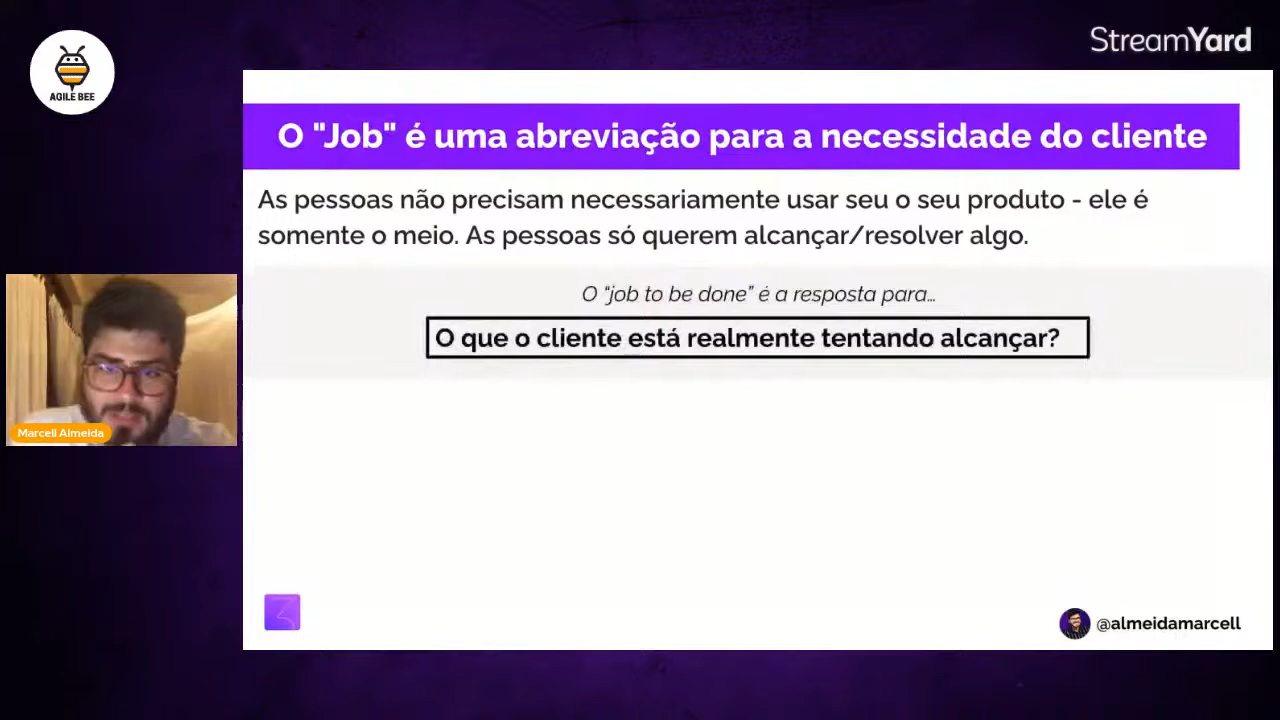 AGILE BEE
StreamYard
O "Job" é uma abreviação para a necessidade do cliente
As pessoas não precisam necessariamente usar seu o seu produto - ele é
somente o meio. As pessoas só querem alcançar/resolver algo.
O “job to be done” é a resposta para...
O que o cliente está realmente tentando alcançar?
Marcell Almeida
@almeidamarcell